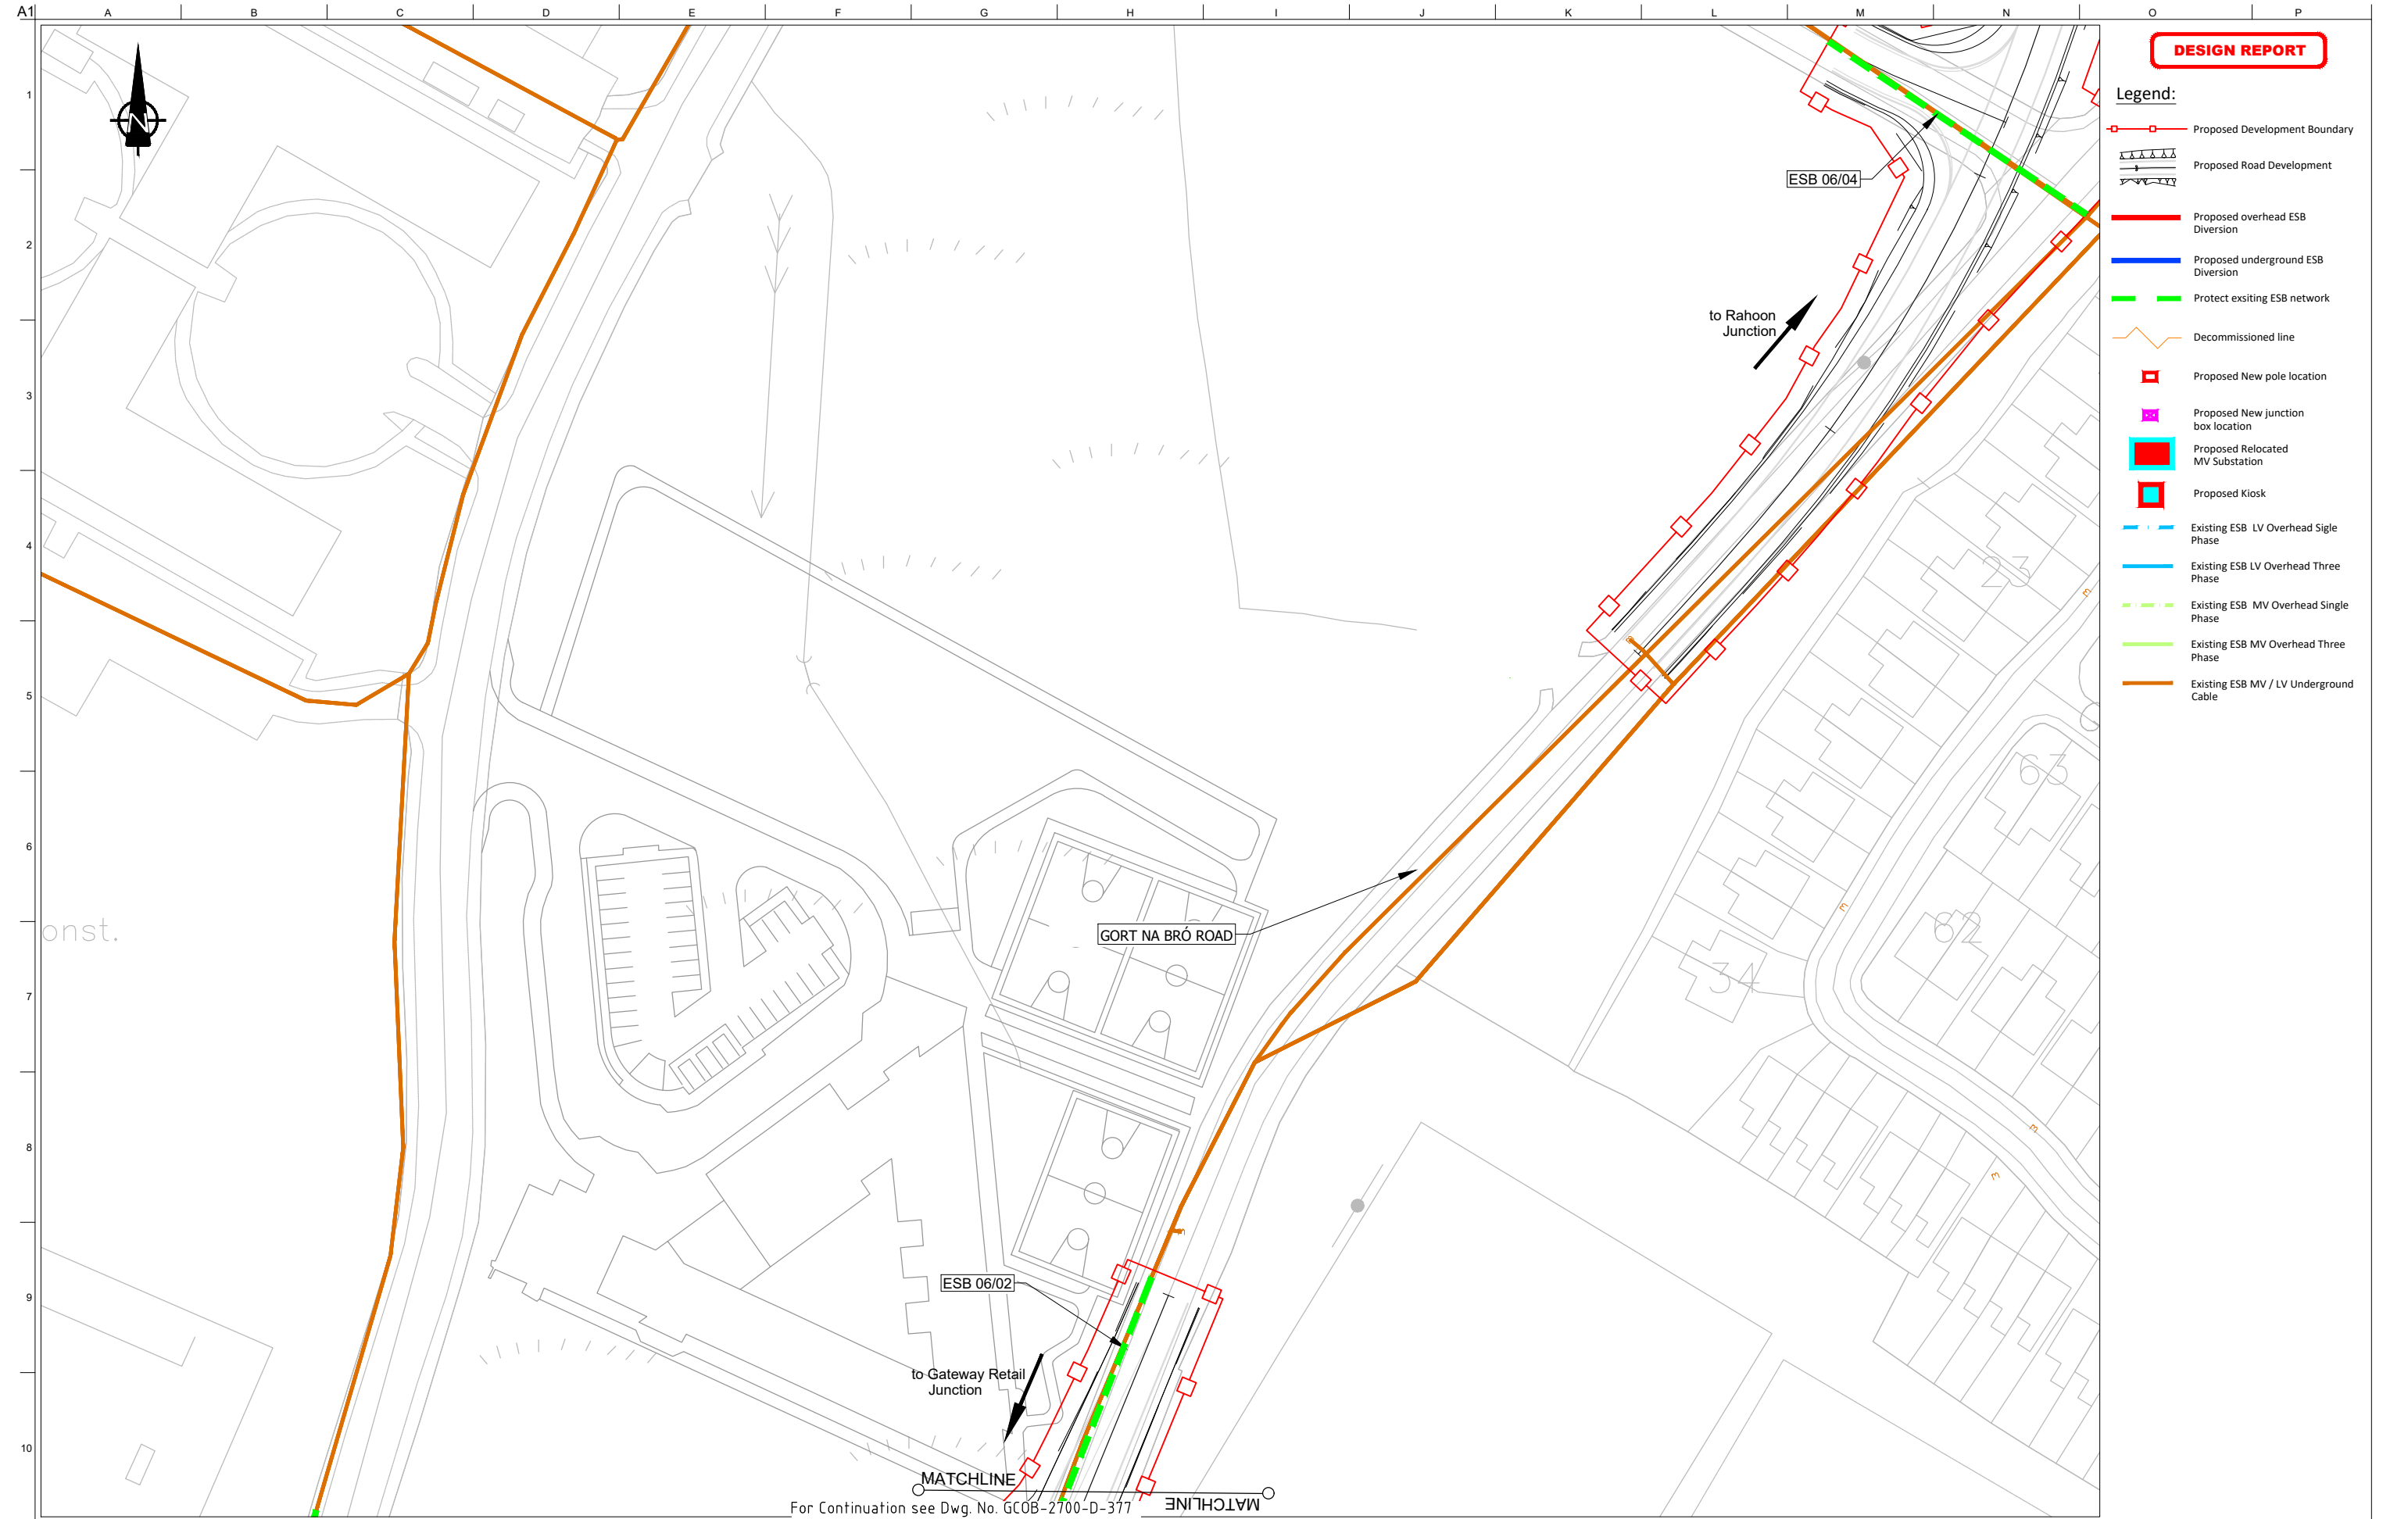 A1
A B C D E F G H I J K L M N O P
1
2
3
4
5
6
7
8
9
10
N
ESB 06/04
to Rahoon
Junction
23
63
62
34
onst.
GORT NA BRÓ ROAD
ESB 06/02
to Gateway Retail
Junction
MATCHLINE
MATCHLINE
For Continuation see Dwg. No. GCOB-2700-D-377
DESIGN REPORT
Legend:
Proposed Development Boundary
Proposed Road Development
Proposed overhead ESB
Diversion
Proposed underground ESB
Diversion
Protect exsiting ESB network
Decommissioned line
Proposed New pole location
Proposed New junction
box location
Proposed Relocated
MV Substation
Proposed Kiosk
Existing ESB LV Overhead Sigle
Phase
Existing ESB LV Overhead Three
Phase
Existing ESB MV Overhead Single
Phase
Existing ESB MV Overhead Three
Phase
Existing ESB MV / LV Underground
Cable